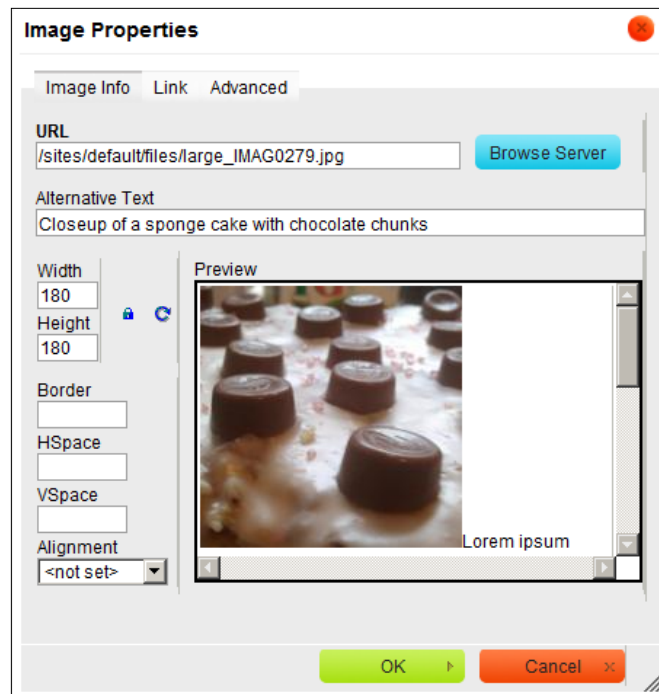 Image Properties
Image Info Link Advanced
URL
/sites/default/files/large_IMAG0279.jpg Browse Server
Alternative Text
Closeup of a sponge cake with chocolate chunks
Width
180
Height
180
Preview
Lorem ipsum
Border
HSpace
VSpace
Alignment
<not set>
OK Cancel